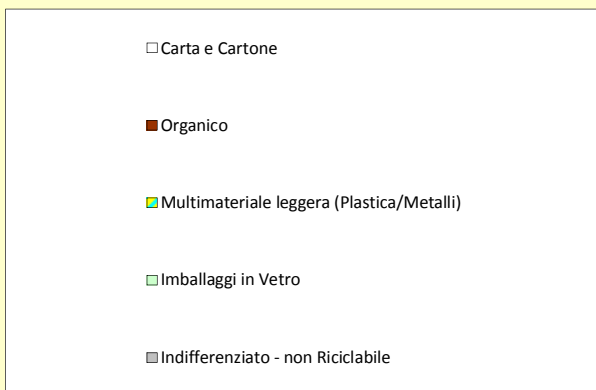 Carta e Cartone
Organico
Multimateriale leggera (Plastica/Metalli)
Imballaggi in Vetro
Indifferenziato - non Riciclabile